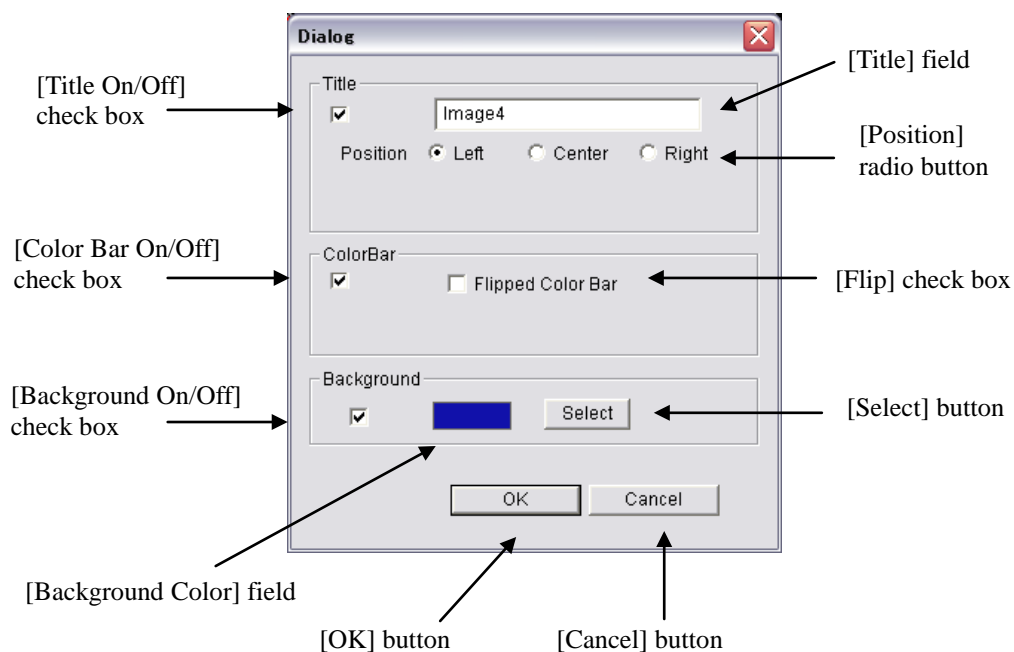 Dialog
[Title] field
[Title On/Off]
check box
Title
Image4
[Position]
radio button
Position Left Center Right
[Color Bar On/Off]
check box
ColorBar
Flipped Color Bar
[Flip] check box
[Background On/Off]
check box
Background
Select
[Select] button
OK Cancel
[Background Color] field
[OK] button [Cancel] button